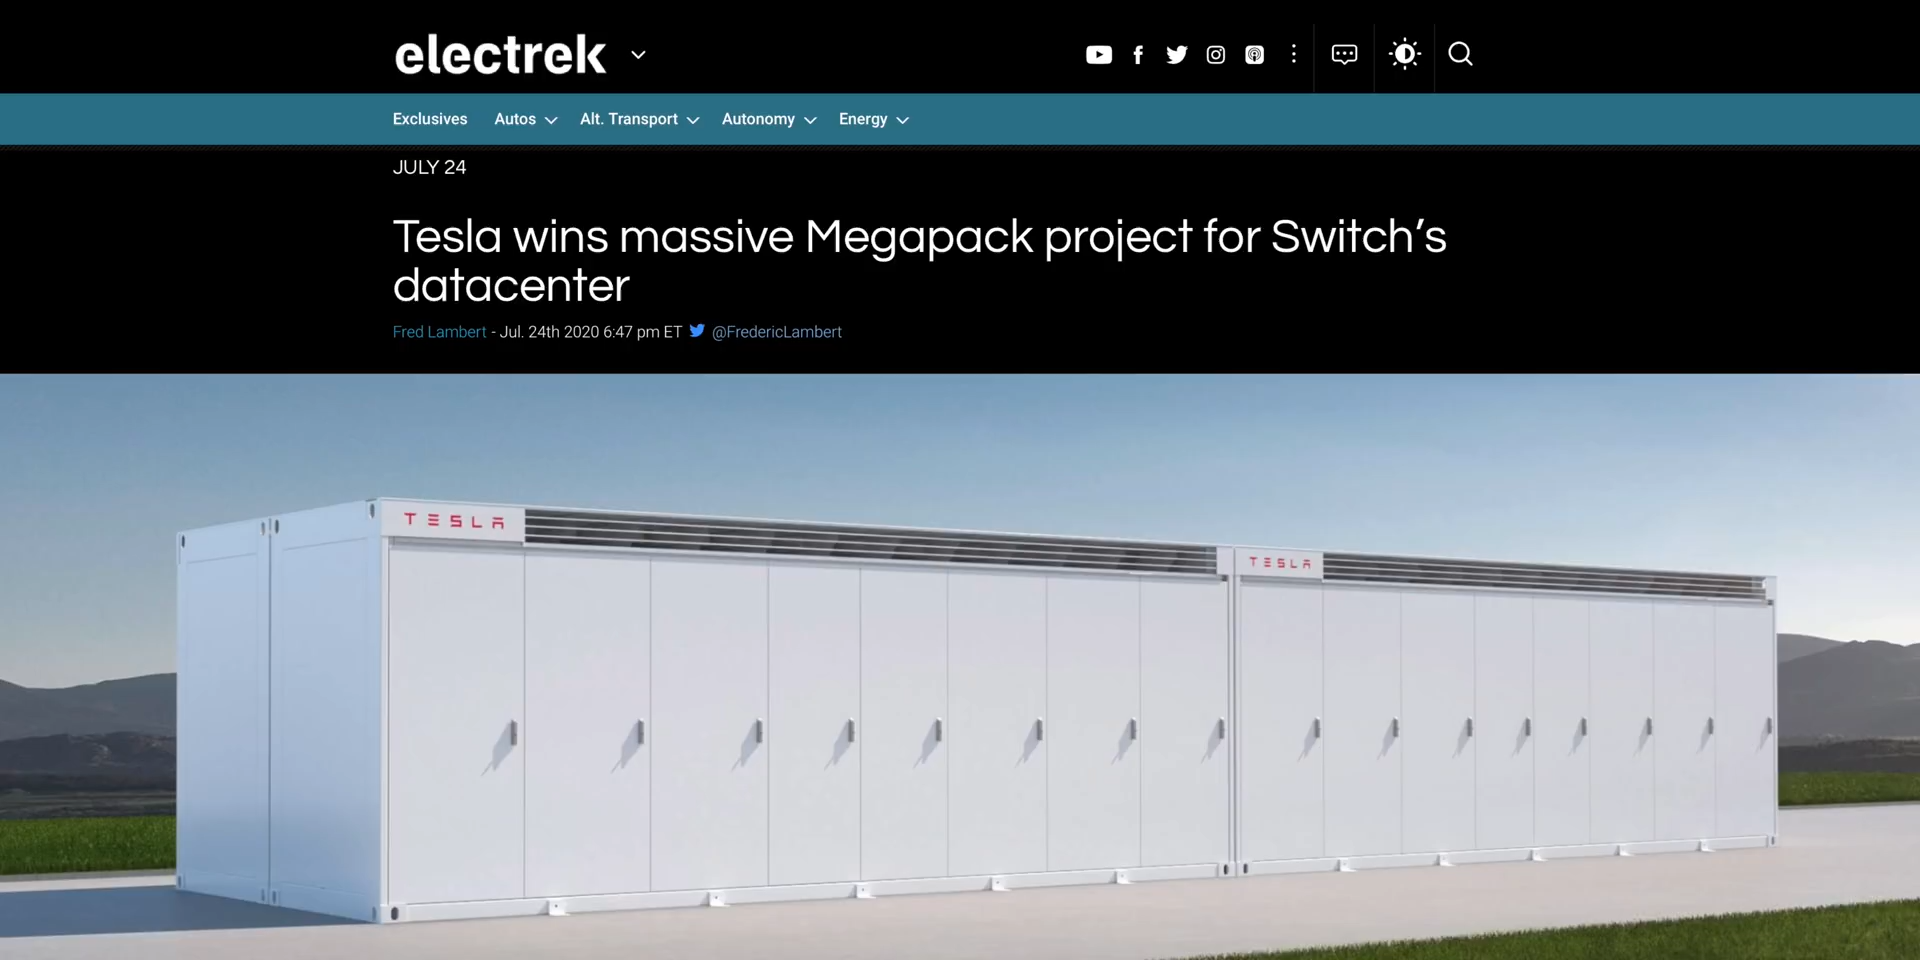 electrek
Exclusives Autos Alt. Transport Autonomy Energy
JULY 24
Tesla wins massive Megapack project for Switch’s
datacenter
Fred Lambert - Jul. 24th 2020 6:47 pm ET @FredericLambert
TESLA
TESLA